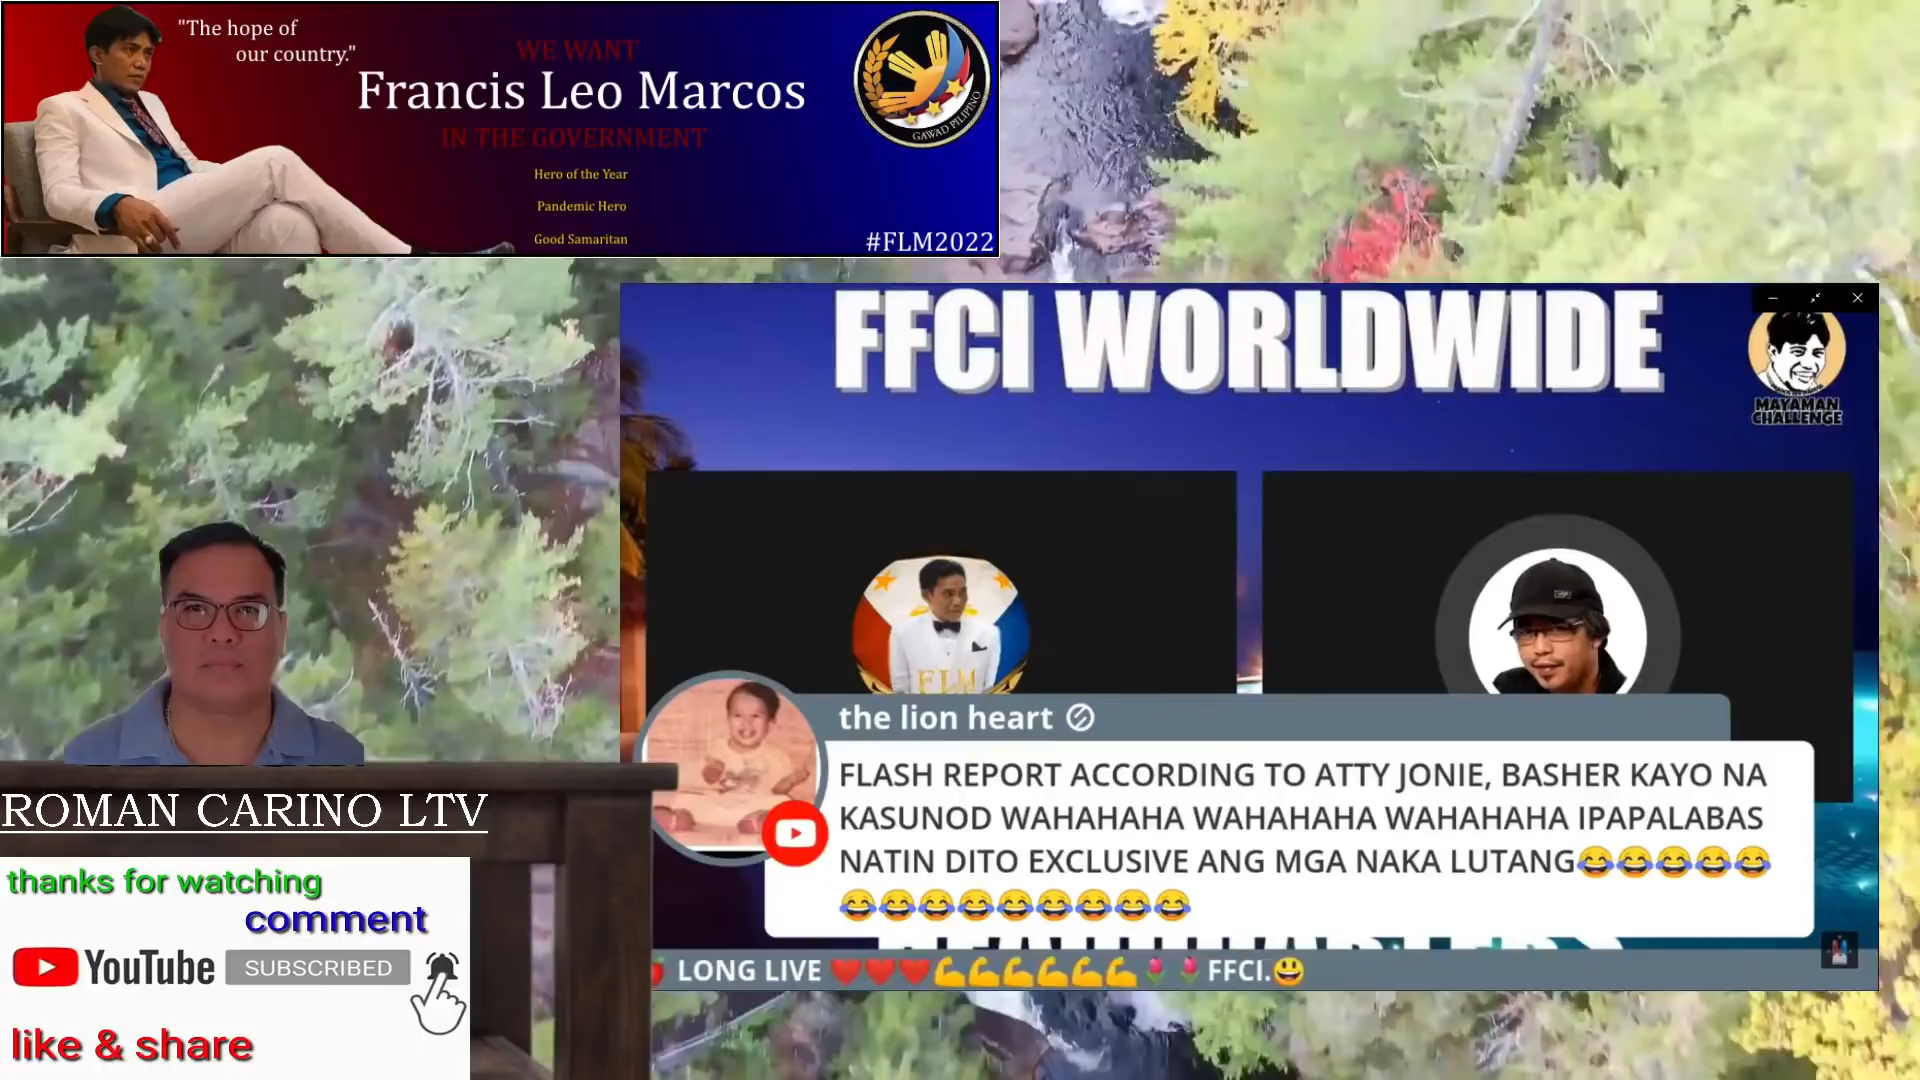 "The hope of
our country."
WE WANT
Francis Leo Marcos
IN THE GOVERNMENT
Hero of the Year
Pandemic Hero
Good Samaritan
GAWAD PILIPINO
#FLM2022
FFCI WORLDWIDE
MAYAMAN
CHALLENGE
FLM
the lion heart
FLASH REPORT ACCORDING TO ATTY JONIE, BASHER KAYO NA
KASUNOD WAHAHAHA WAHAHAHA WAHAHAHA IPAPALABAS
NATIN DITO EXCLUSIVE ANG MGA NAKA LUTANG😂😂😂😂😂
😂😂😂😂😂😂😂😂😂
LONG LIVE ❤️❤️❤️💪💪💪💪💪💪🌷🌷FFCI.😃
ROMAN CARINO LTV
thanks for watching
comment
YouTube SUBSCRIBED
like & share